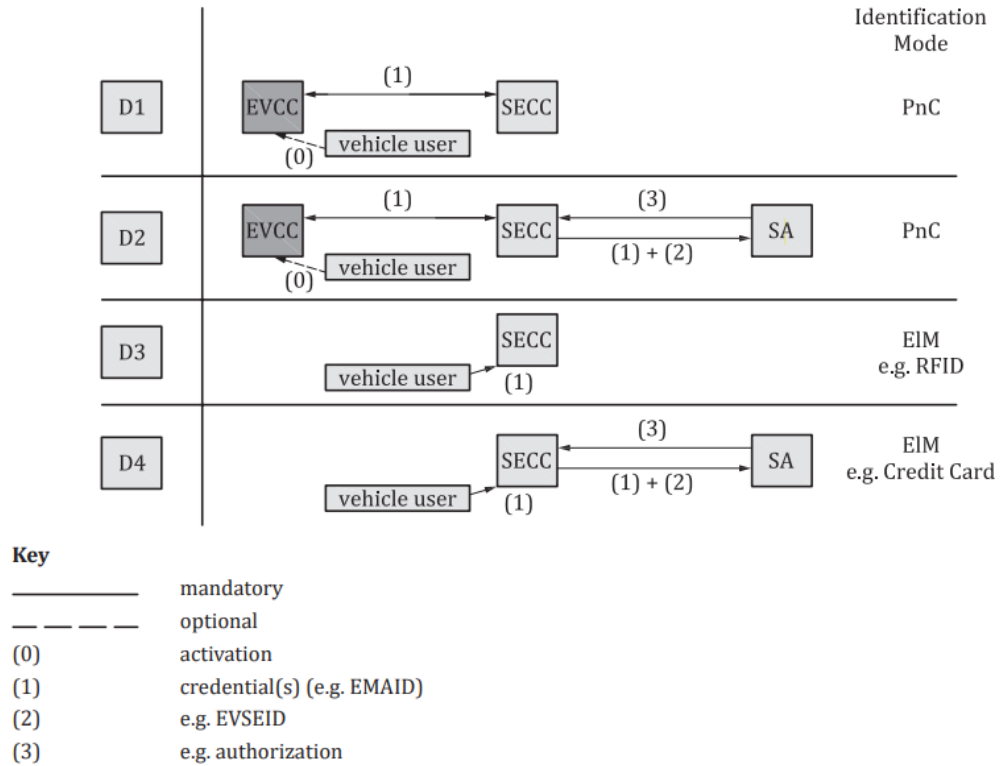 Identification
Mode
D1
EVCC
(1)
SECC
PnC
vehicle user
(0)
D2
EVCC
(1)
SECC
(3)
SA
PnC
(1) + (2)
vehicle user
(0)
D3
SECC
EIM
e.g. RFID
vehicle user
(1)
D4
SECC
(3)
SA
EIM
e.g. Credit Card
(1) + (2)
vehicle user
(1)
Key
mandatory
optional
(0) activation
(1) credential(s) (e.g. EMAID)
(2) e.g. EVSEID
(3) e.g. authorization